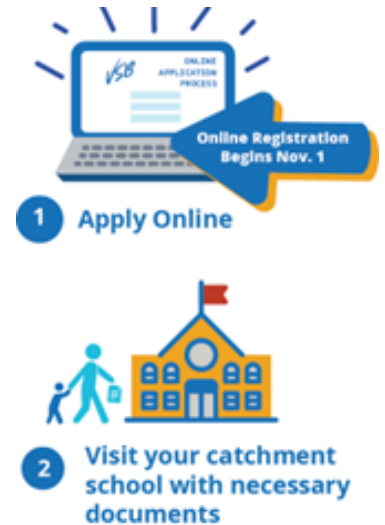 VSB
ONLINE
APPLICATION
PROCESS
Online Registration
Begins Nov. 1
1
Apply Online
2
Visit your catchment
school with necessary
documents